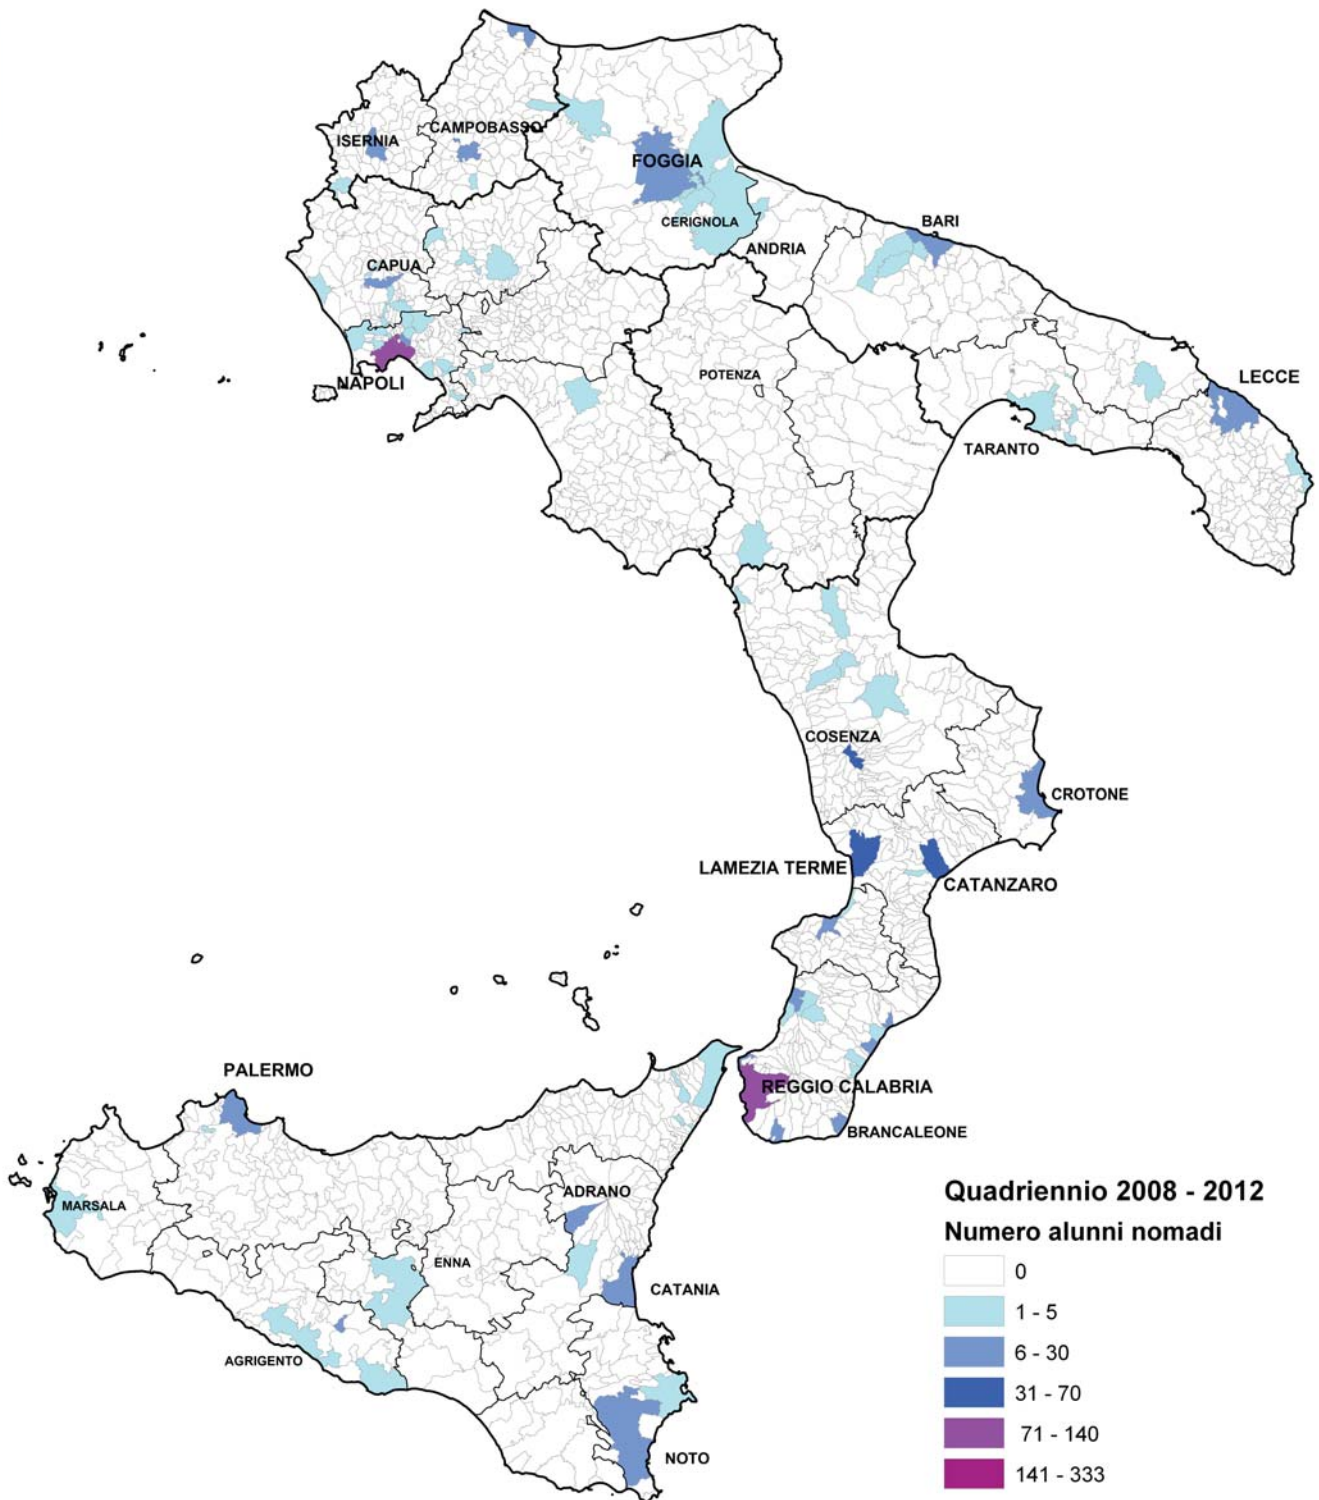 ISERNIA
CAMPOBASSO
FOGGIA
CERIGNOLA
ANDRIA
BARI
CAPUA
NAPOLI
POTENZA
LECCE
TARANTO
COSENZA
CROTONE
LAMEZIA TERME
CATANZARO
PALERMO
REGGIO CALABRIA
BRANCALEONE
MARSALA
ADRANO
ENNA
CATANIA
AGRIGENTO
NOTO
Quadriennio 2008 - 2012
Numero alunni nomadi
0
1 - 5
6 - 30
31 - 70
71 - 140
141 - 333